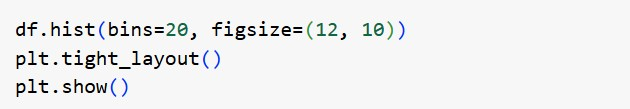 df.hist(bins=20, figsize=(12, 10))
plt.tight_layout()
plt.show()